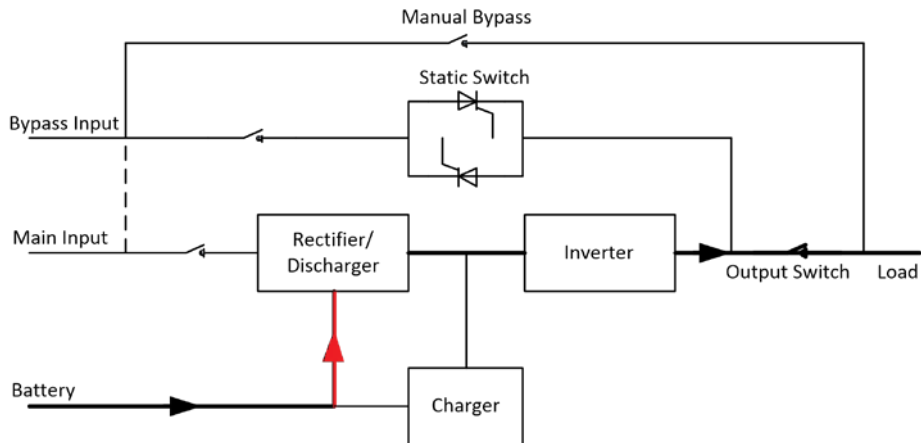 Manual Bypass
Static Switch
Bypass Input
Main Input
Rectifier/
Discharger
Inverter
Output Switch
Load
Battery
Charger